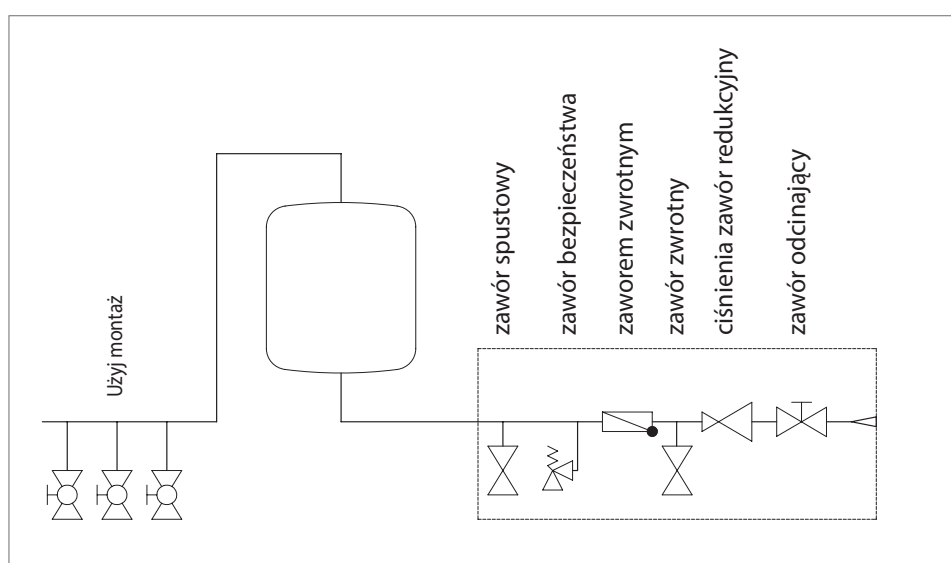 Użyj montaż
zawór spustowy
zawór bezpieczeństwa
zaworem zwrotnym
zawór zwrotny
ciśnienia zawór redukcyjny
zawór odcinający